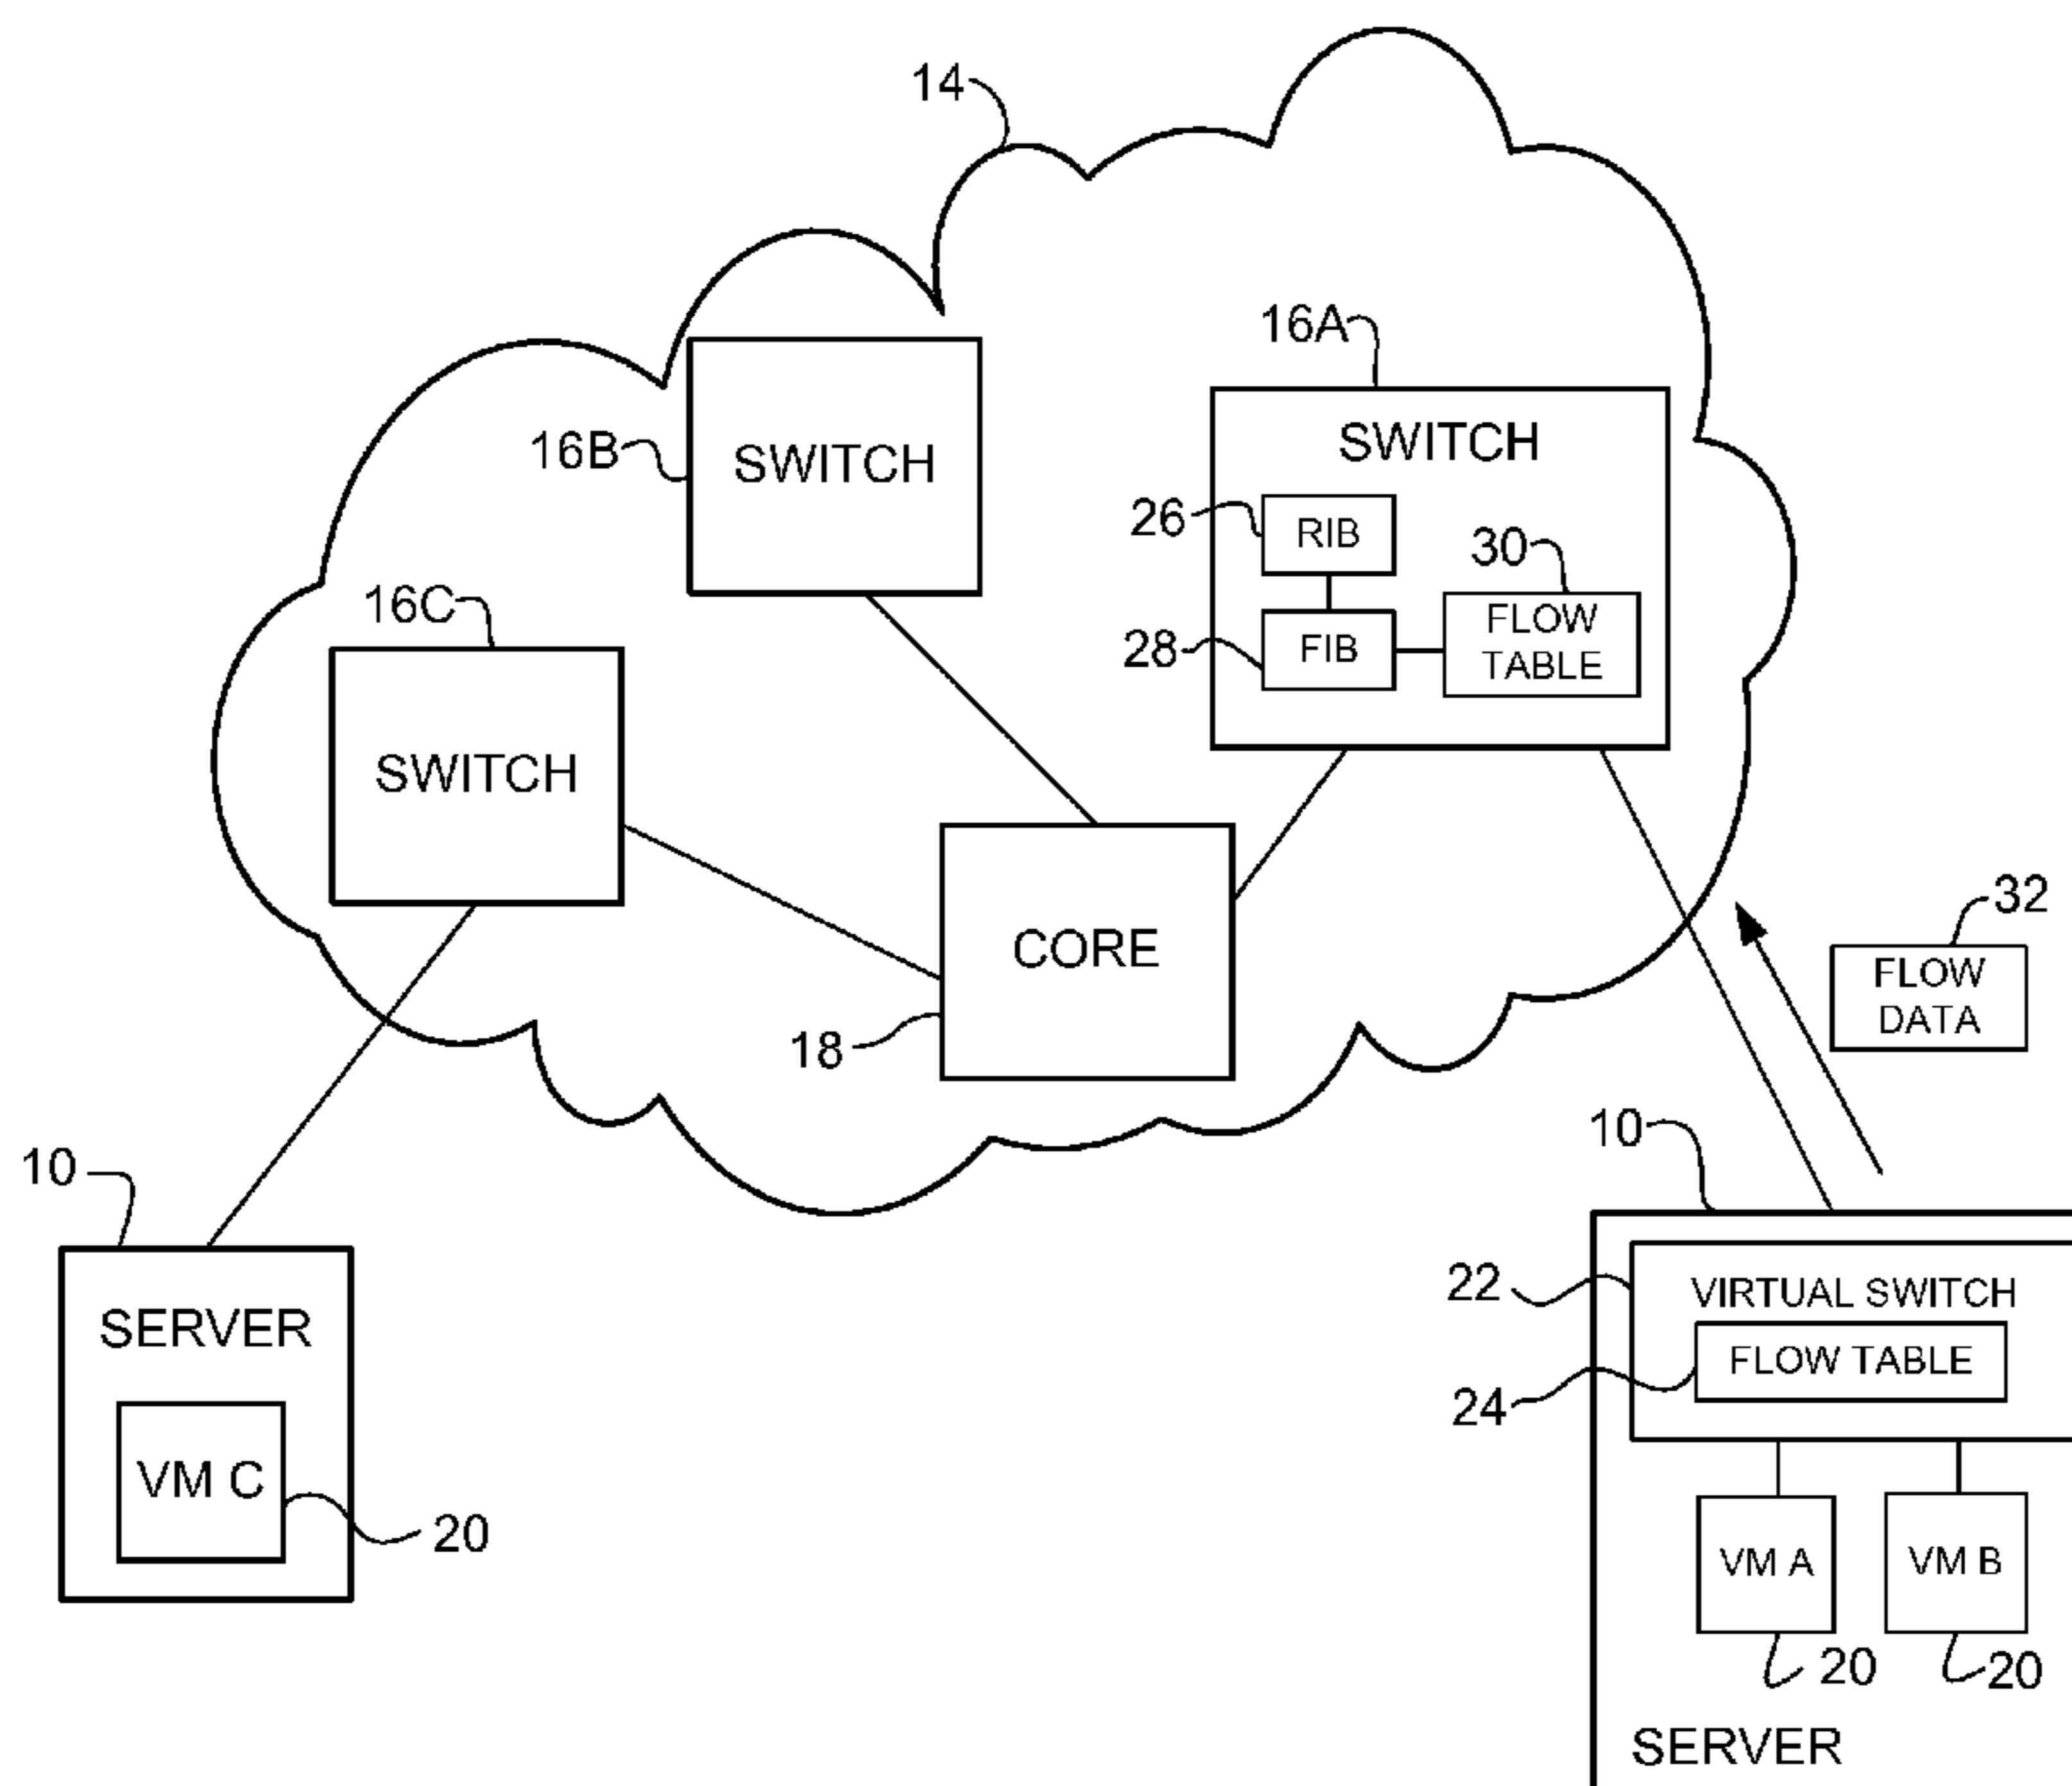 14
16A
SWITCH
16B
SWITCH
26
RIB
30
FLOW
TABLE
28
FIB
16C
SWITCH
CORE
18
32
FLOW
DATA
10
SERVER
VM C
20
10
22
VIRTUAL SWITCH
FLOW TABLE
24
VM A
VM B
20
20
SERVER